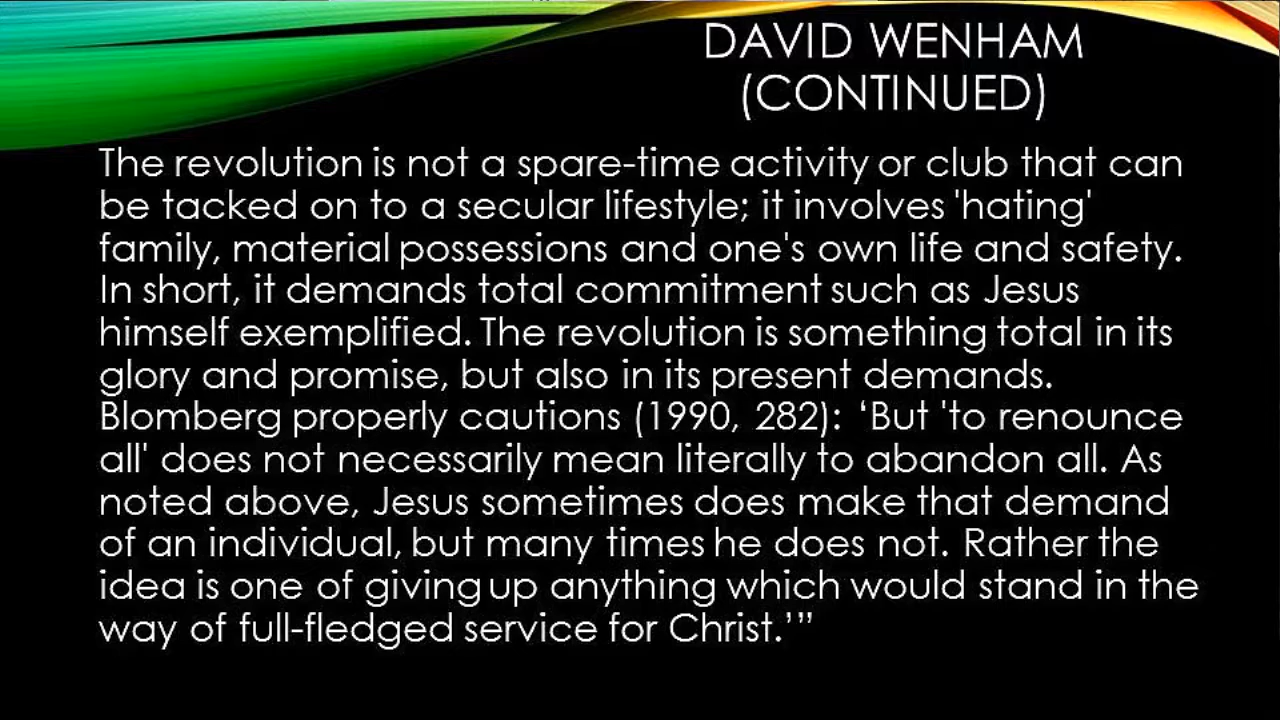 DAVID WENHAM
(CONTINUED)
The revolution is not a spare-time activity or club that can
be tacked on to a secular lifestyle; it involves 'hating'
family, material possessions and one's own life and safety.
In short, it demands total commitment such as Jesus
himself exemplified. The revolution is something total in its
glory and promise, but also in its present demands.
Blomberg properly cautions (1990, 282): ‘But 'to renounce
all' does not necessarily mean literally to abandon all. As
noted above, Jesus sometimes does make that demand
of an individual, but many times he does not. Rather the
idea is one of giving up anything which would stand in the
way of full-fledged service for Christ.’”